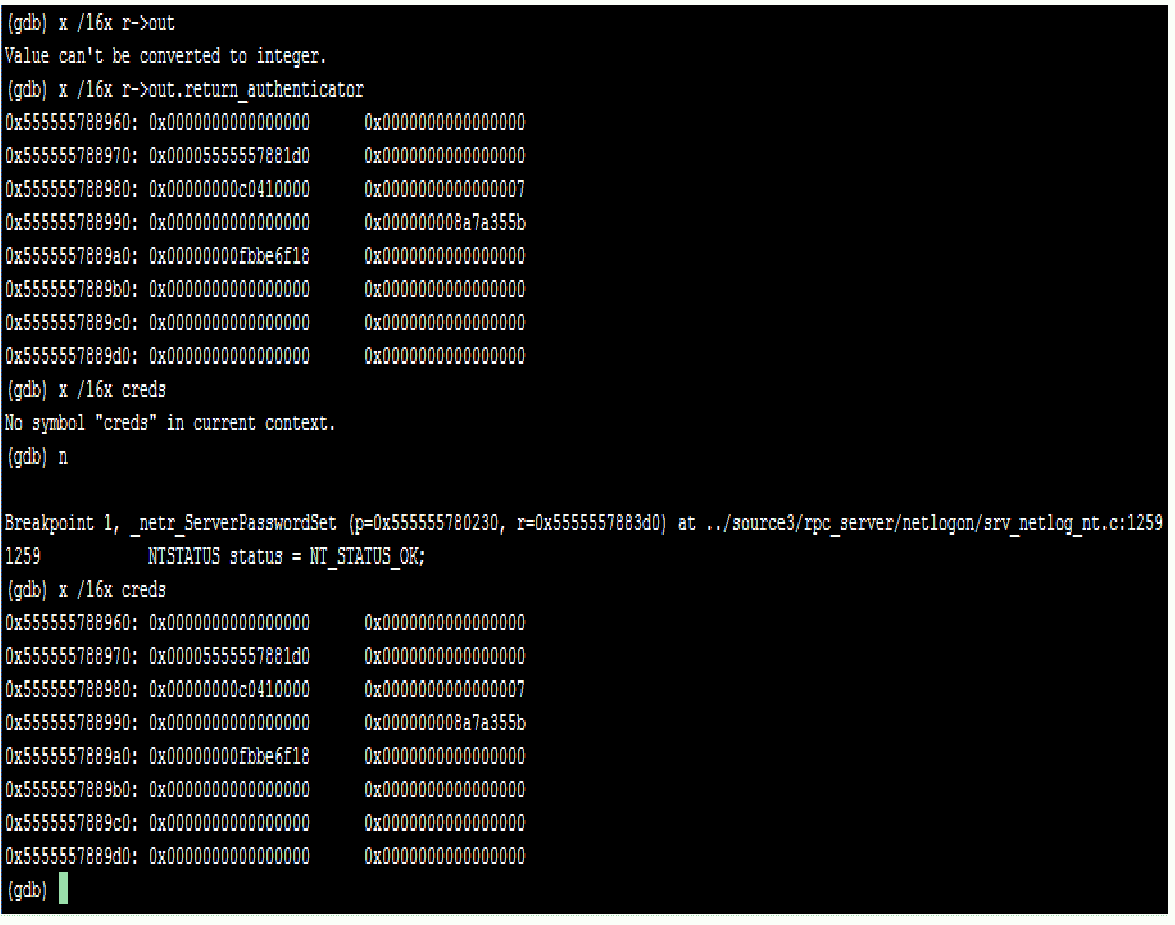 (gdb) x /16x r->out
Value can't be converted to integer.
(gdb) x /16x r->out.return_authenticator
0x555555788960: 0x0000000000000000 0x0000000000000000
0x555555788970: 0x00005555557881d0 0x0000000000000000
0x555555788980: 0x00000000c0410000 0x0000000000000007
0x555555788990: 0x0000000000000000 0x000000008a7a355b
0x5555557889a0: 0x00000000fbbe6f18 0x0000000000000000
0x5555557889b0: 0x0000000000000000 0x0000000000000000
0x5555557889c0: 0x0000000000000000 0x0000000000000000
0x5555557889d0: 0x0000000000000000 0x0000000000000000
(gdb) x /16x creds
No symbol "creds" in current context.
(gdb) n
Breakpoint 1, _netr_ServerPasswordSet (p=0x555555780230, r=0x5555557883d0) at ../source3/rpc_server/netlogon/srv_netlog_nt.c:1259
1259 NTSTATUS status = NT_STATUS_OK;
(gdb) x /16x creds
0x555555788960: 0x0000000000000000 0x0000000000000000
0x555555788970: 0x00005555557881d0 0x0000000000000000
0x555555788980: 0x00000000c0410000 0x0000000000000007
0x555555788990: 0x0000000000000000 0x000000008a7a355b
0x5555557889a0: 0x00000000fbbe6f18 0x0000000000000000
0x5555557889b0: 0x0000000000000000 0x0000000000000000
0x5555557889c0: 0x0000000000000000 0x0000000000000000
0x5555557889d0: 0x0000000000000000 0x0000000000000000
(gdb)